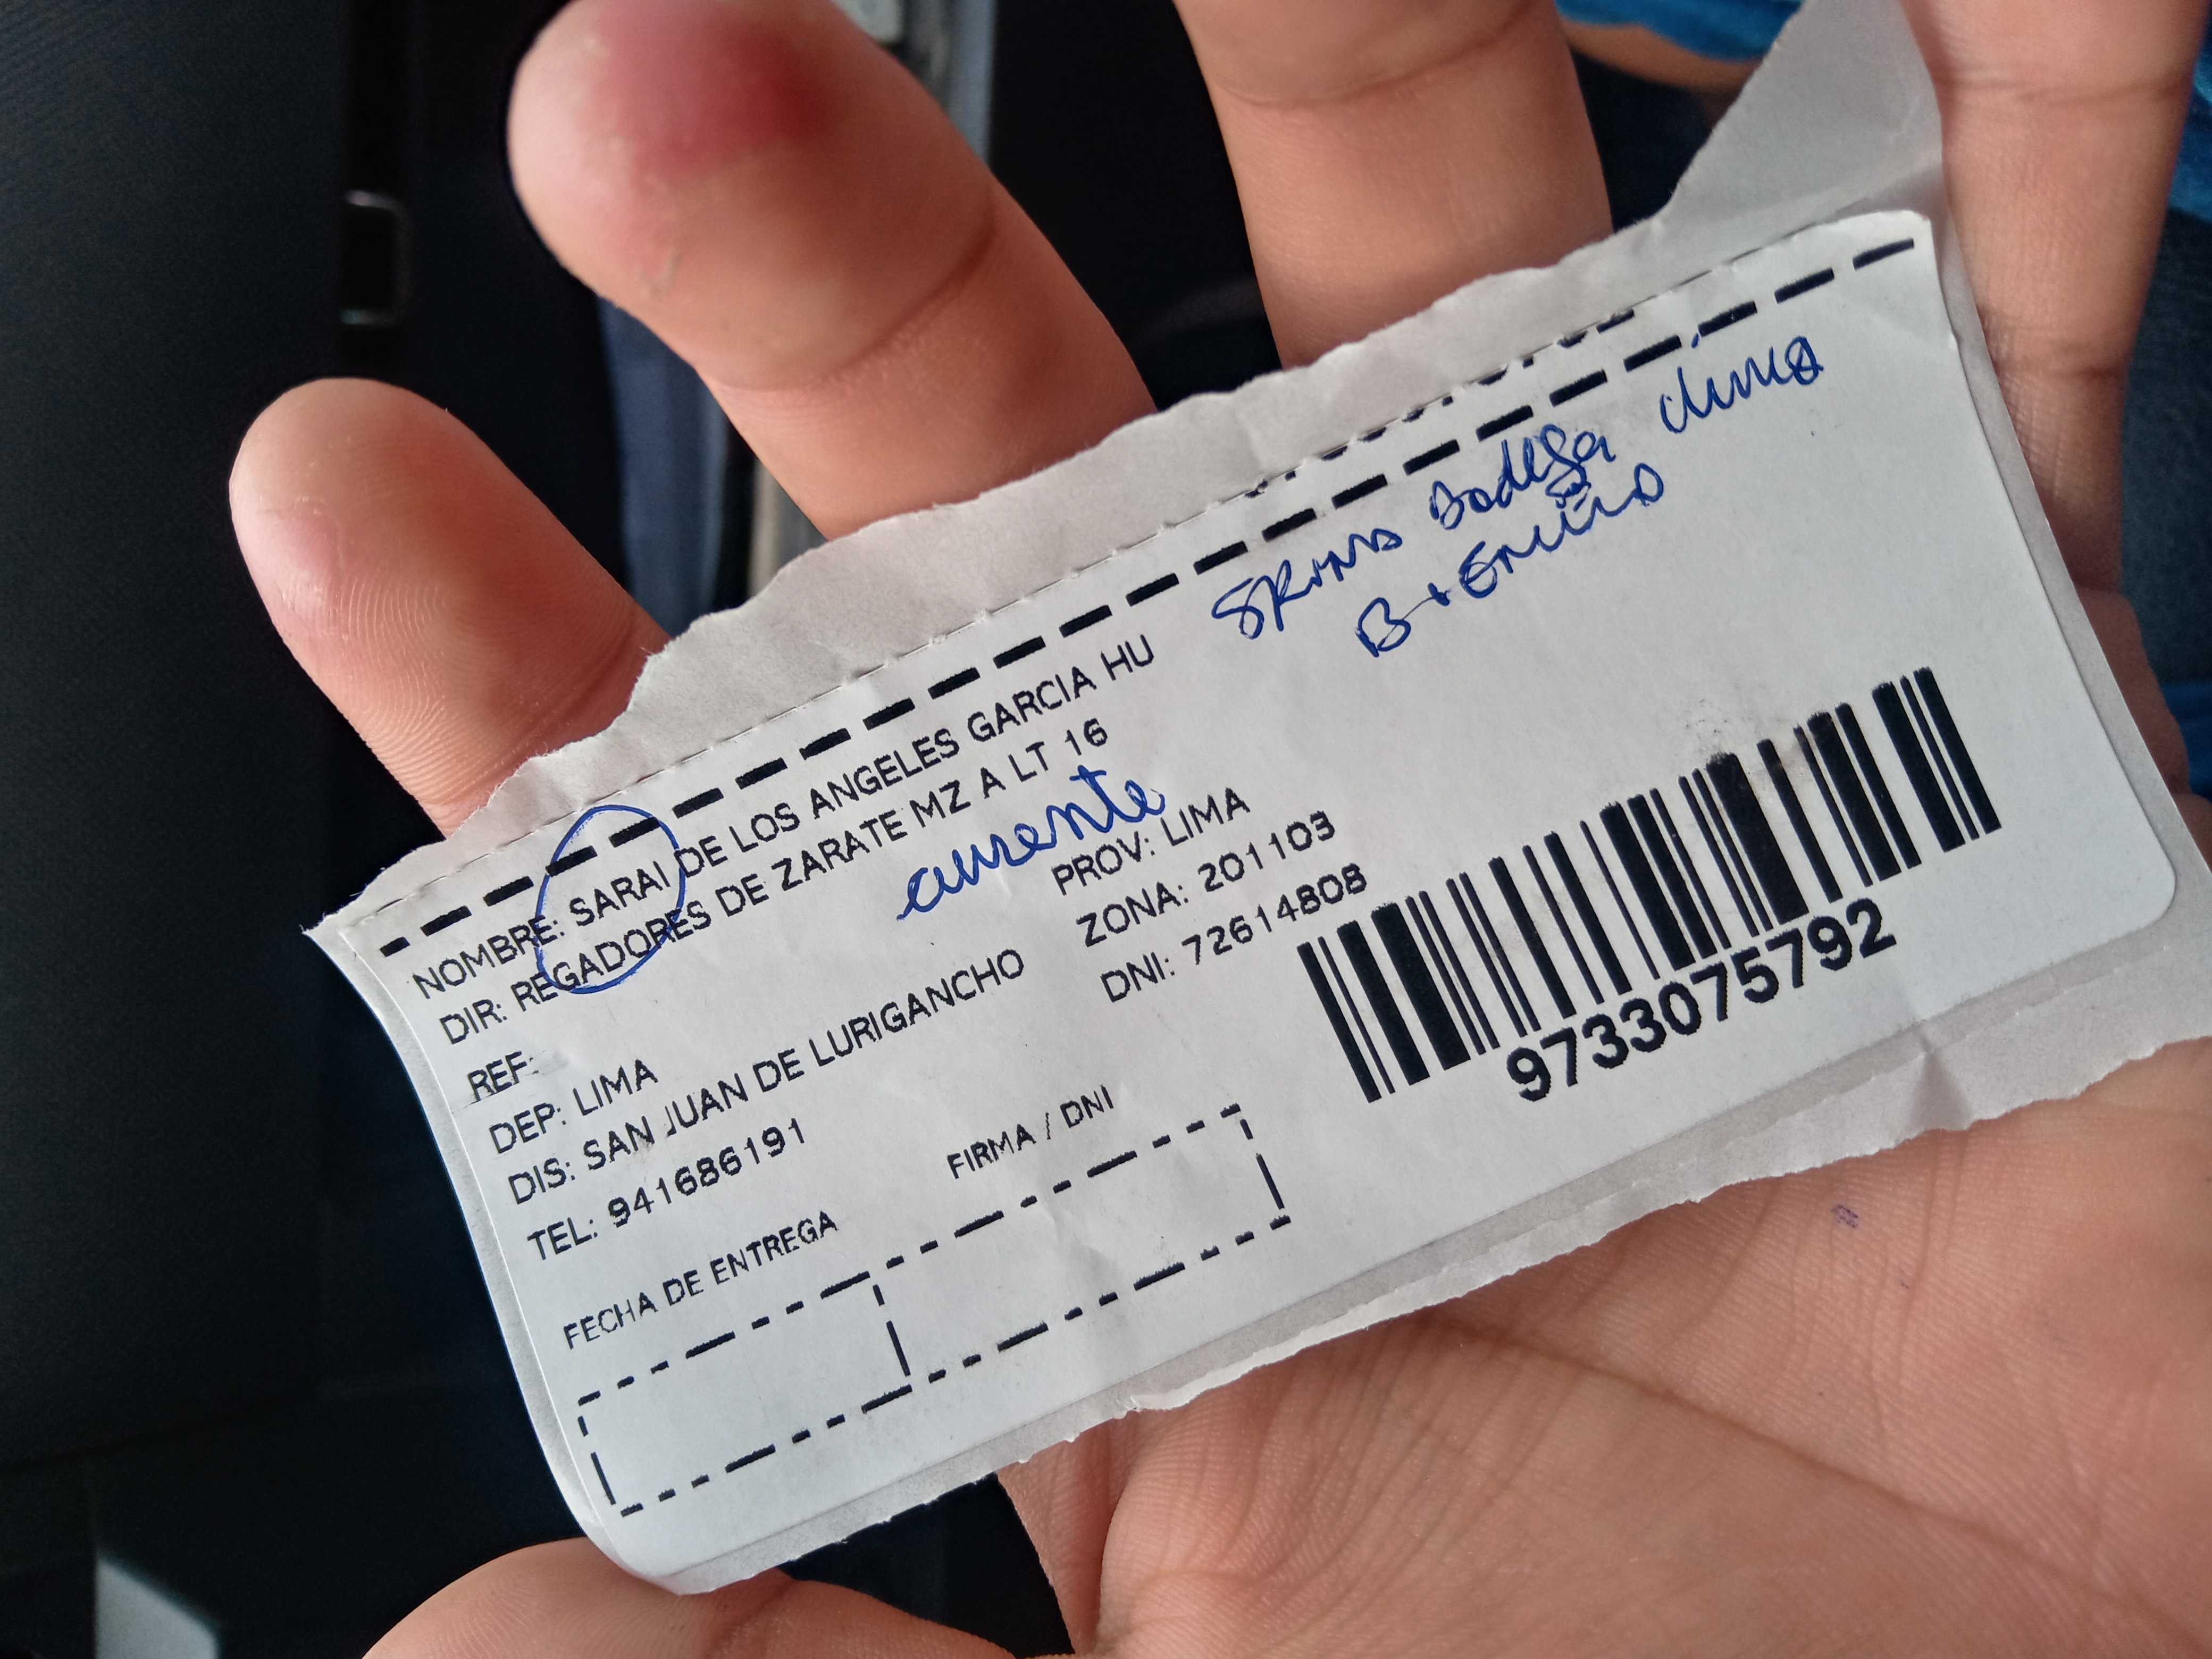 NOMBRE: SARAI DE LOS ANGELES GARCIA HU
DIR: REGADORES DE ZARATE MZ A LT 16
ausente
REF:
DEP: LIMA PROV: LIMA
DIS: SAN JUAN DE LURIGANCHO ZONA: 201103
TEL: 941686191 DNI: 72614808
FECHA DE ENTREGA FIRMA / DNI
Bodega
9733075792